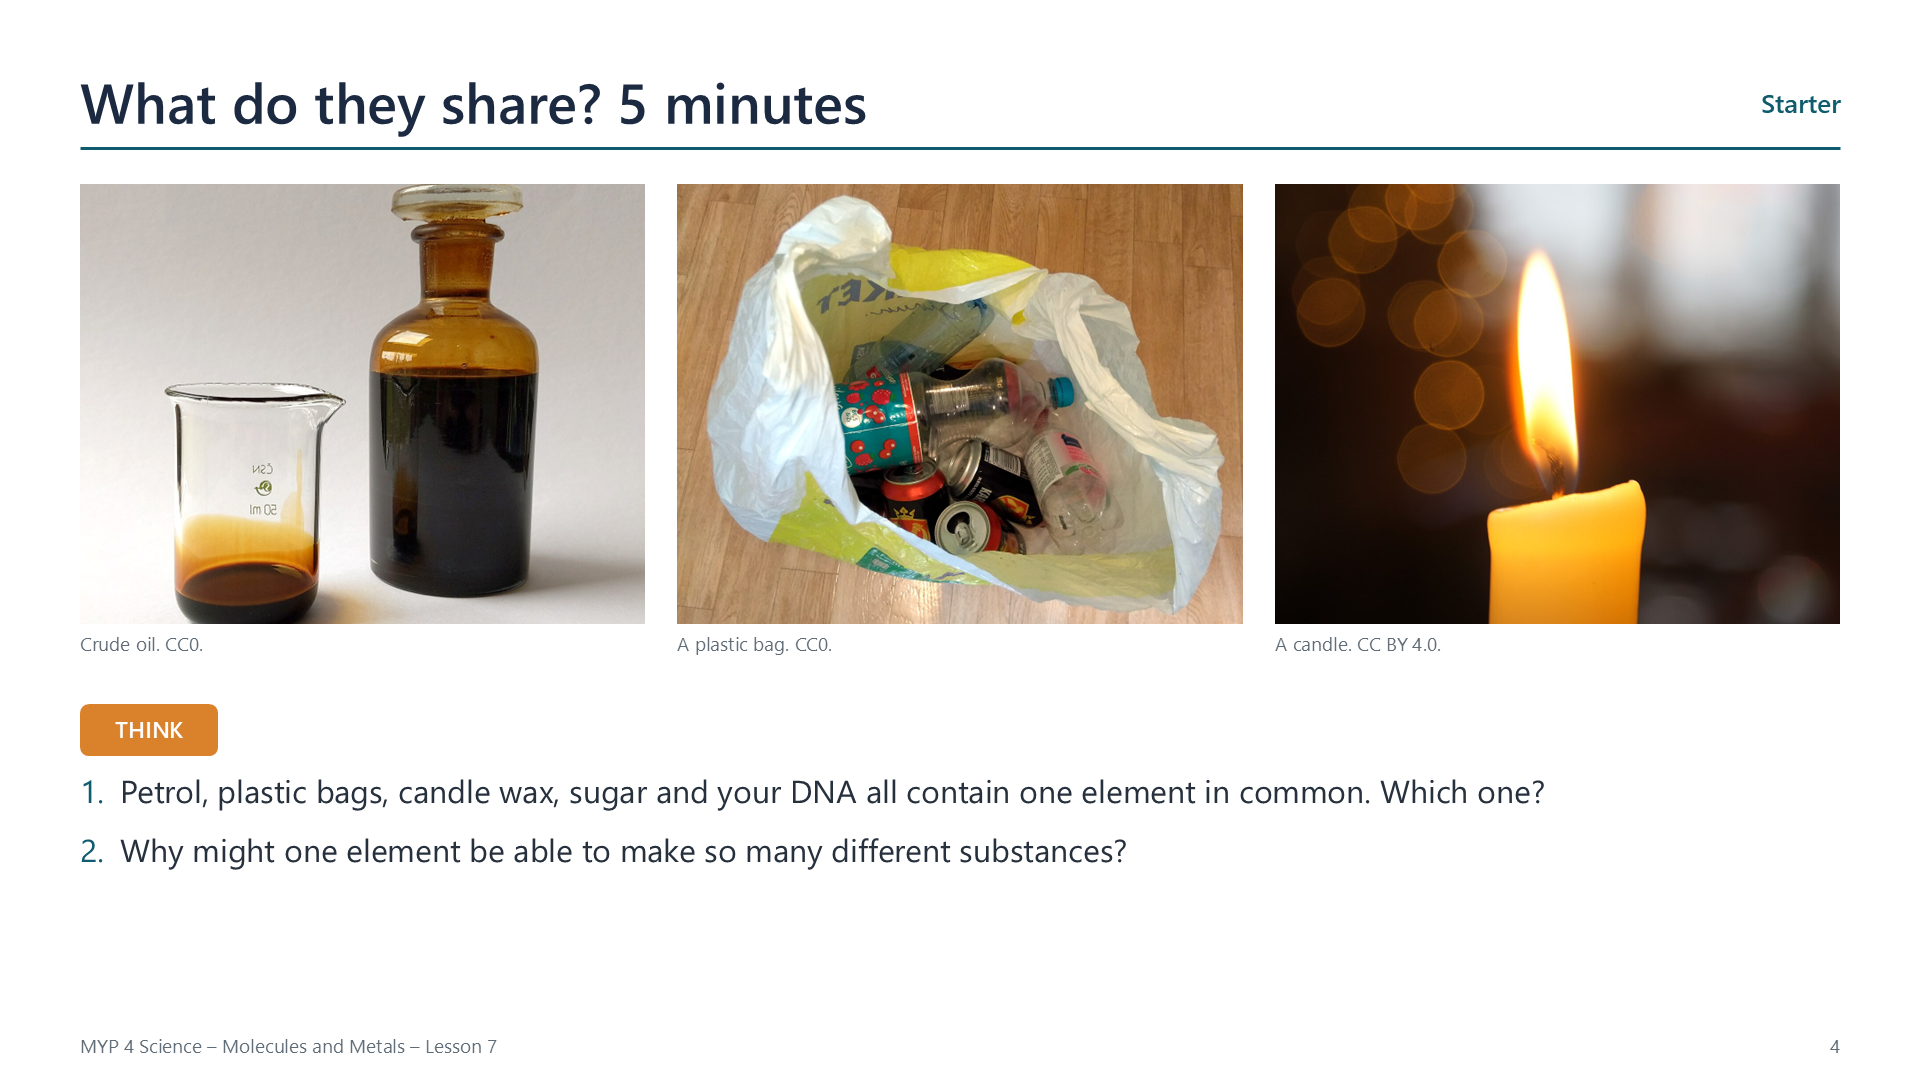 What do they share? 5 minutes
Starter
50 ml
Crude oil. CC0.
A plastic bag. CC0.
A candle. CC BY 4.0.
THINK
1. Petrol, plastic bags, candle wax, sugar and your DNA all contain one element in common. Which one?
2. Why might one element be able to make so many different substances?
MYP 4 Science – Molecules and Metals – Lesson 7
4